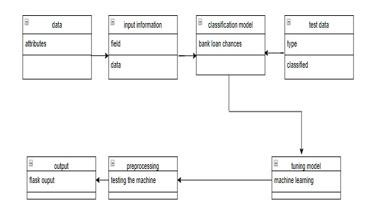 data
attributes
input information
field
data
classification model
bank loan chances
test data
type
classified
output
flask ouput
preprocessing
testing the machine
tuning model
machine learning